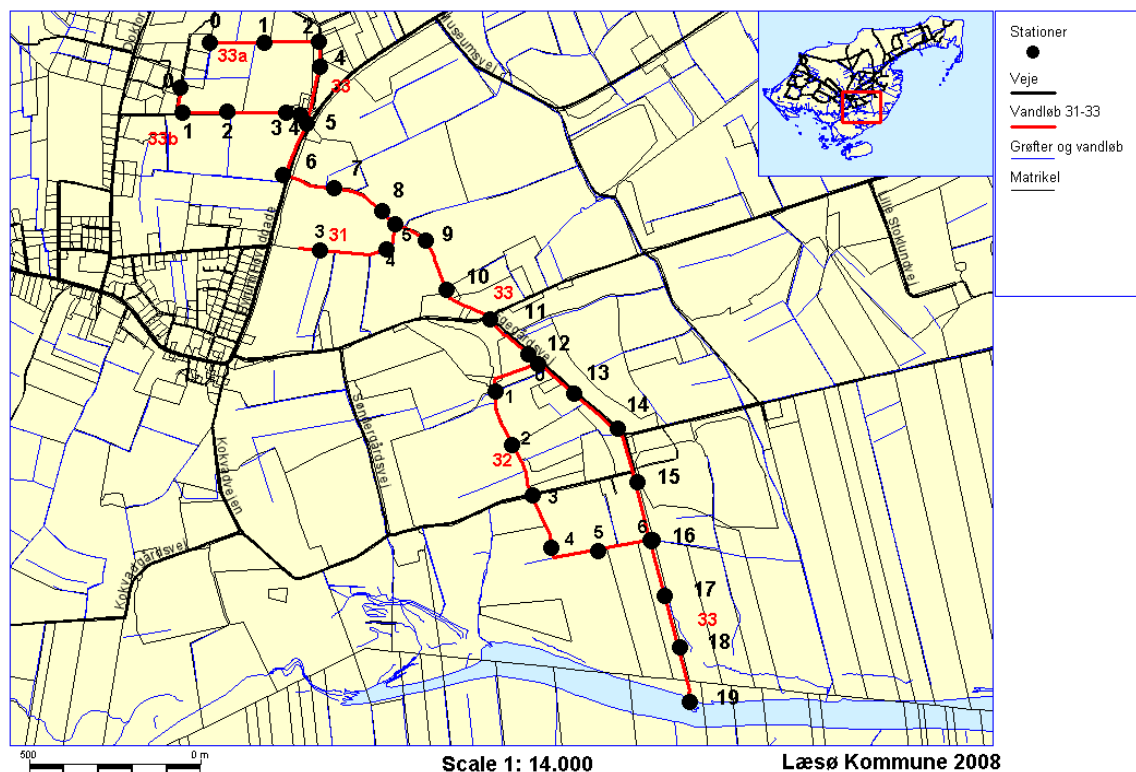 Stationer
Veje
Vandløb 31-33
Grøfter og vandløb
Matrikel
0
1
2
33a
4
33
0
1
2
3
4
5
33b
6
7
8
5
9
3
31
4
10
33
11
12
0
13
1
14
2
32
15
3
4
5
6
16
17
33
18
19
Museumsvej
Lille Stoklundvej
Søndergårdsvej
Kokvadvejen
Kokvadgårdsvej
500
0 m
Scale 1: 14.000
Læsø Kommune 2008